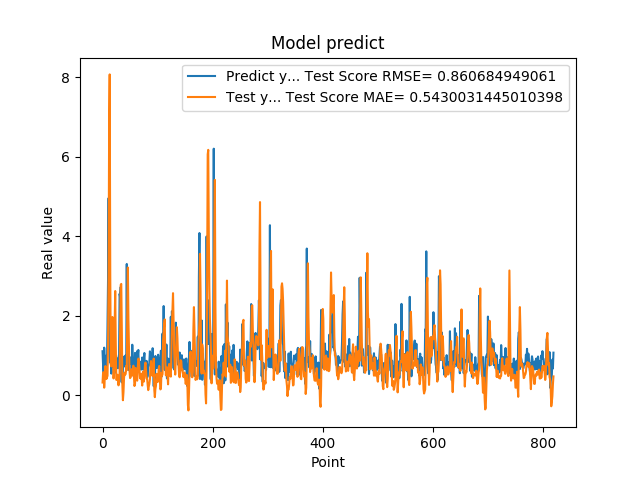 Model predict
Predict y... Test Score RMSE= 0.860684949061
Test y... Test Score MAE= 0.5430031445010398
8
6
4
2
0
Real value
0 200 400 600 800
Point